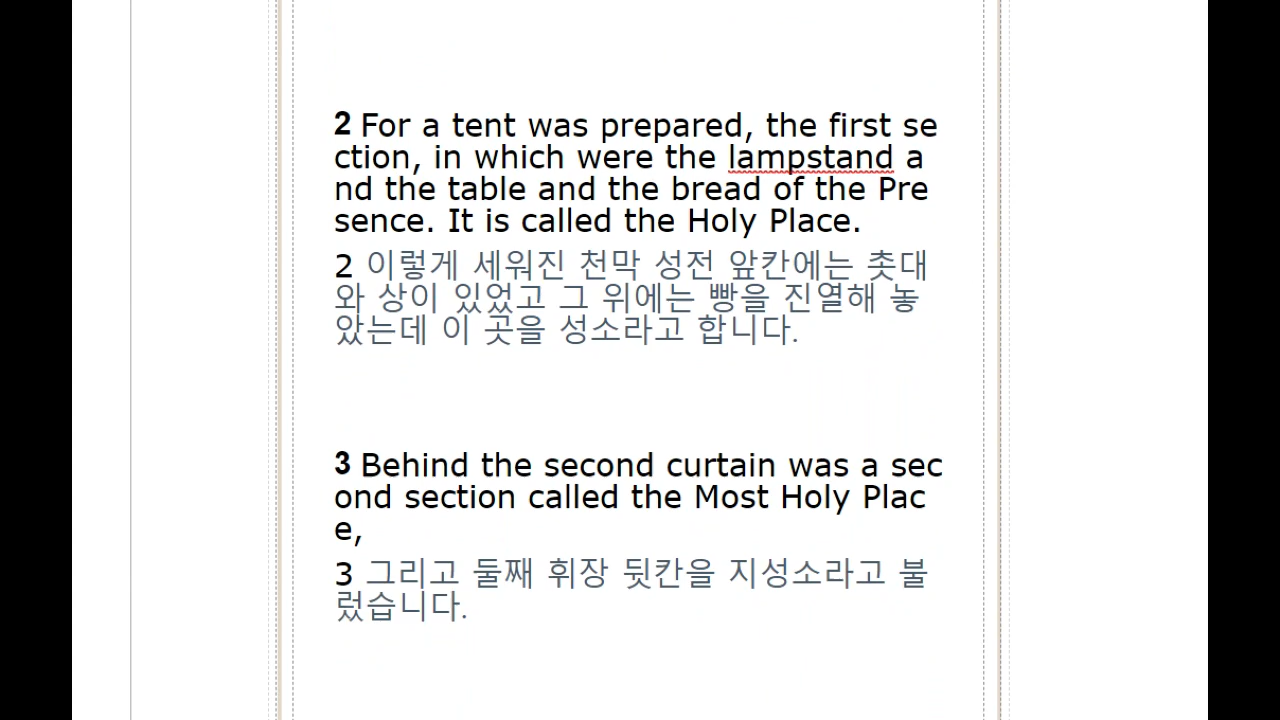 2 For a tent was prepared, the first se
ction, in which were the lampstand a
nd the table and the bread of the Pre
sence. It is called the Holy Place.
2 이렇게 세워진 천막 성전 앞칸에는 촛대
와 상이 있었고 그 위에는 빵을 진열해 놓
았는데 이 곳을 성소라고 합니다.
3 Behind the second curtain was a sec
ond section called the Most Holy Plac
e,
3 그리고 둘째 휘장 뒷칸을 지성소라고 불
렀습니다.